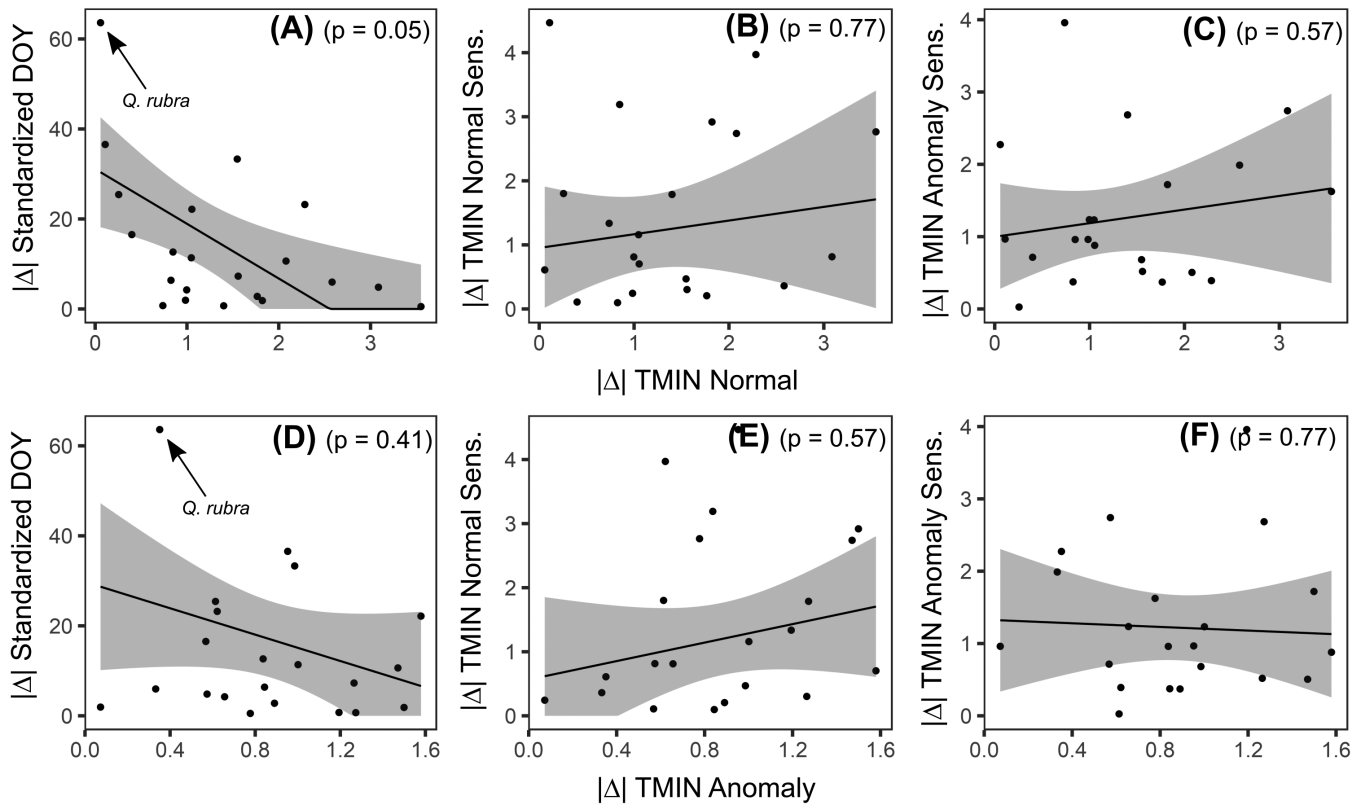 (A) (p = 0.05)
|Δ| Standardized DOY
60
40
20
0
Q. rubra
0 1 2 3
(B) (p = 0.77)
|Δ| TMIN Normal Sens.
4
3
2
1
0
0 1 2 3
(C) (p = 0.57)
|Δ| TMIN Anomaly Sens.
4
3
2
1
0
0 1 2 3
|Δ| TMIN Normal
(D) (p = 0.41)
|Δ| Standardized DOY
60
40
20
0
Q. rubra
0.0 0.4 0.8 1.2 1.6
(E) (p = 0.57)
|Δ| TMIN Normal Sens.
4
3
2
1
0
0.0 0.4 0.8 1.2 1.6
(F) (p = 0.77)
|Δ| TMIN Anomaly Sens.
4
3
2
1
0
0.0 0.4 0.8 1.2 1.6
|Δ| TMIN Anomaly